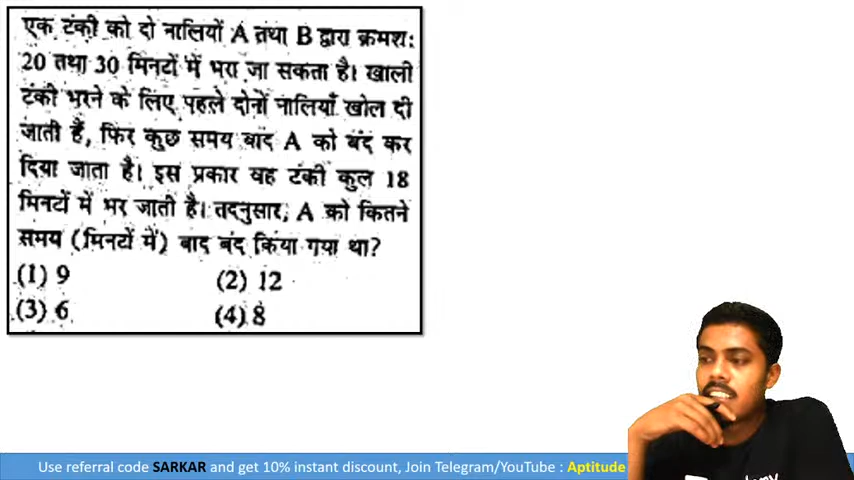 एक टंकी को दो नालियों A तथा B द्वारा क्रमश:
20 तथा 30 मिनटों में भरा जा सकता है। खाली
टंकी भरने के लिए पहले दोनों नालियाँ खोल दी
जाती हैं, फिर कुछ समय बाद A को बंद कर
दिया जाता है। इस प्रकार वह टंकी कुल 18
मिनटों में भर जाती है। तदनुसार, A को कितने
समय (मिनटों में) बाद बंद किया गया था?
(1) 9 (2) 12
(3) 6 (4) 8
Use referral code SARKAR and get 10% instant discount, Join Telegram/YouTube : Aptitude